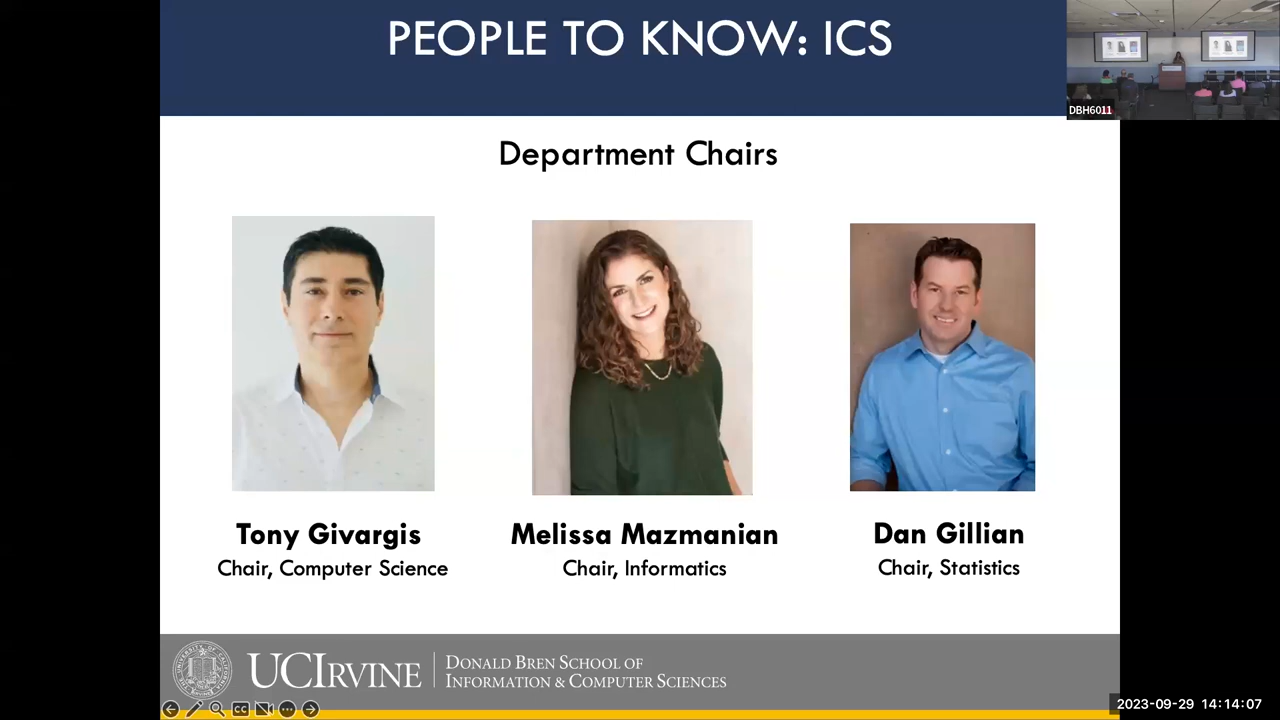 PEOPLE TO KNOW: ICS
DBH6011
Department Chairs
Tony Givargis
Chair, Computer Science
Melissa Mazmanian
Chair, Informatics
Dan Gillian
Chair, Statistics
UCIRVINE
DONALD BREN SCHOOL OF
INFORMATION & COMPUTER SCIENCES
CC
2023-09-29 14:14:07